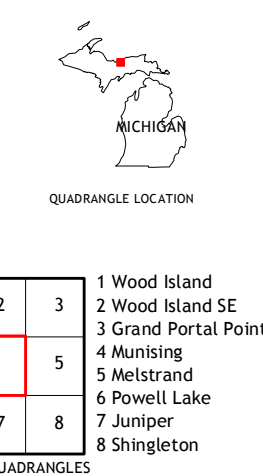 MICHIGAN
QUADRANGLE LOCATION
2 3
5
7 8
1 Wood Island
2 Wood Island SE
3 Grand Portal Point
4 Munising
5 Melstrand
6 Powell Lake
7 Juniper
8 Shingleton
UADRANGLES